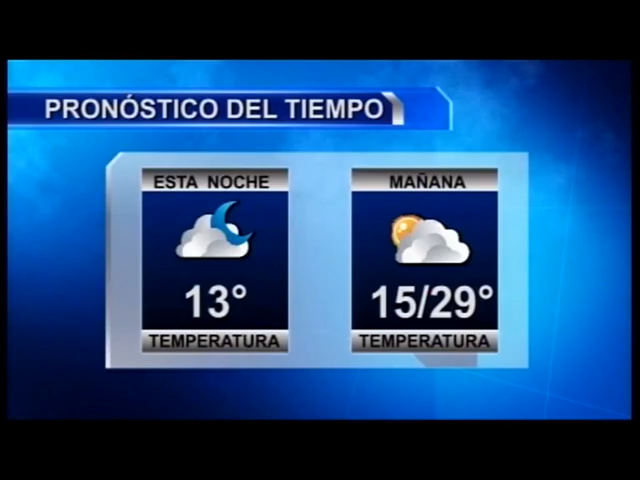 PRONÓSTICO DEL TIEMPO
ESTA NOCHE
13°
TEMPERATURA
MAÑANA
15/29°
TEMPERATURA